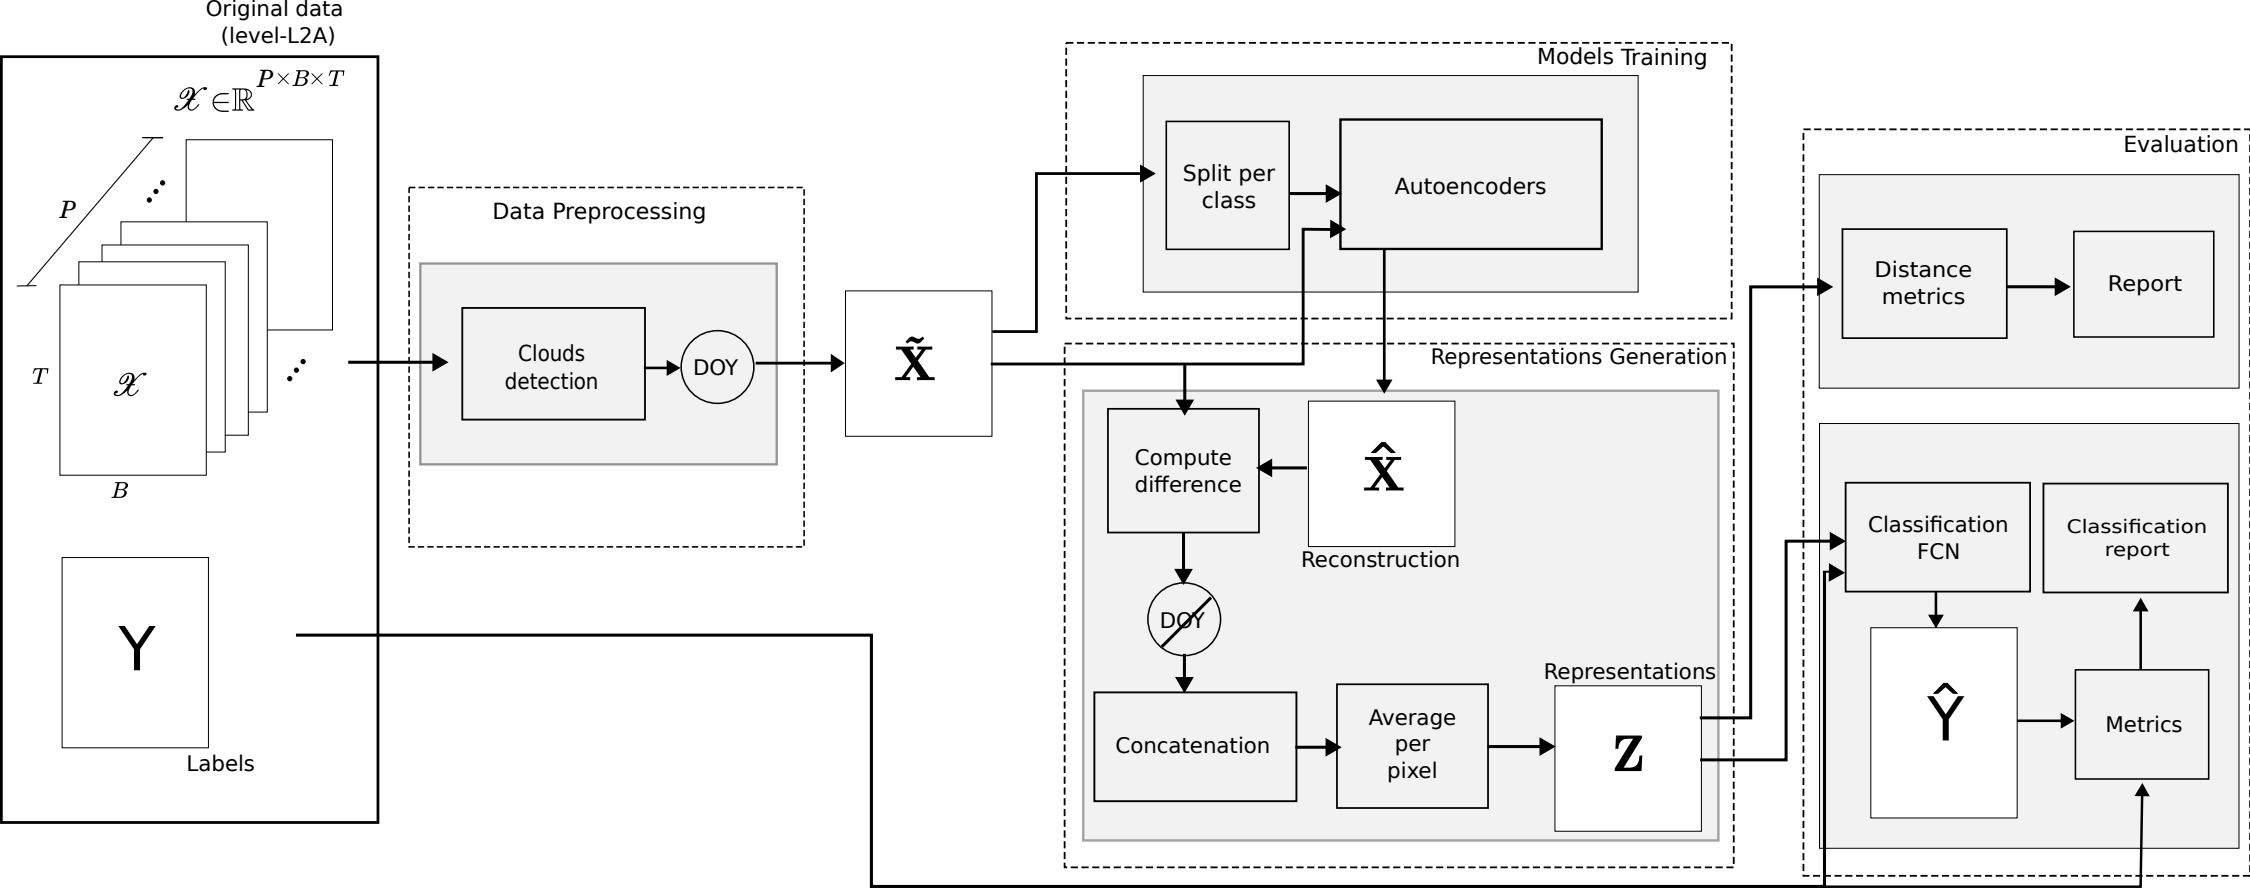 Original data
(level-L2A)
𝒳 ∈ℝ^{P×B×T}
P
T
𝒳
B
Y
Labels
Data Preprocessing
Clouds
detection
DOY
X̃
Models Training
Split per
class
Autoencoders
Representations Generation
Compute
difference
X̂
Reconstruction
DOY
Concatenation
Average
per
pixel
Representations
Z
Evaluation
Distance
metrics
Report
Classification
FCN
Classification
report
Ŷ
Metrics